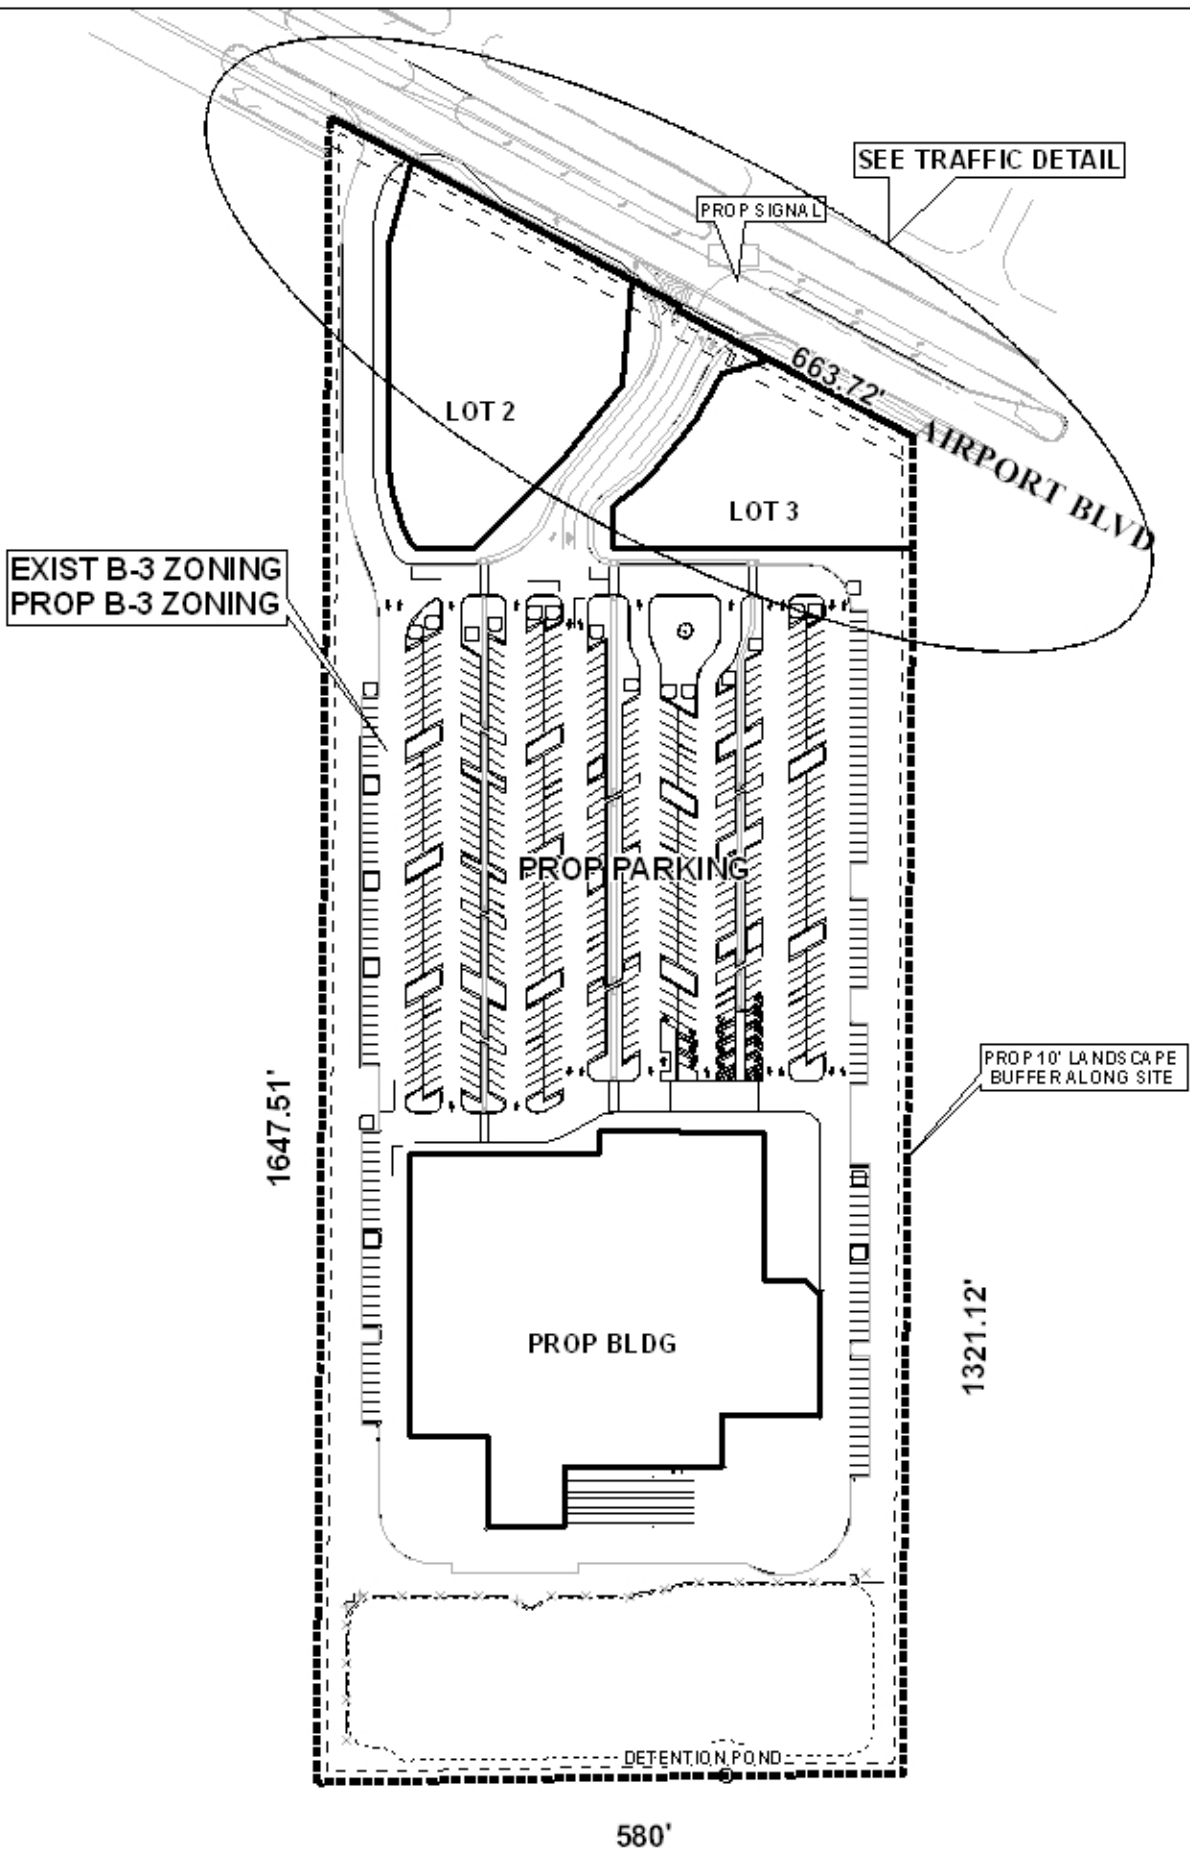 SEE TRAFFIC DETAIL
PROP SIGNAL
663.72'
AIRPORT BLVD
LOT 2
LOT 3
EXIST B-3 ZONING
PROP B-3 ZONING
PROP PARKING
PROP 10' LANDSCAPE
BUFFER ALONG SITE
1647.51'
1321.12'
PROP BLDG
DETENTION POND
580'